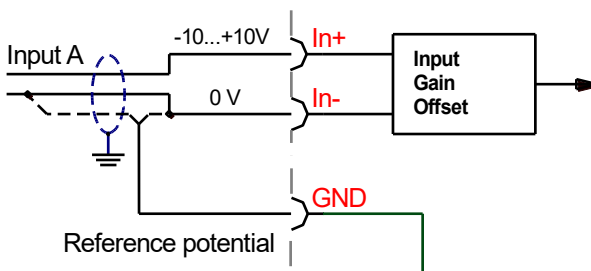 -10...+10V
In+
Input A
Input
Gain
Offset
0 V
In-
GND
Reference potential